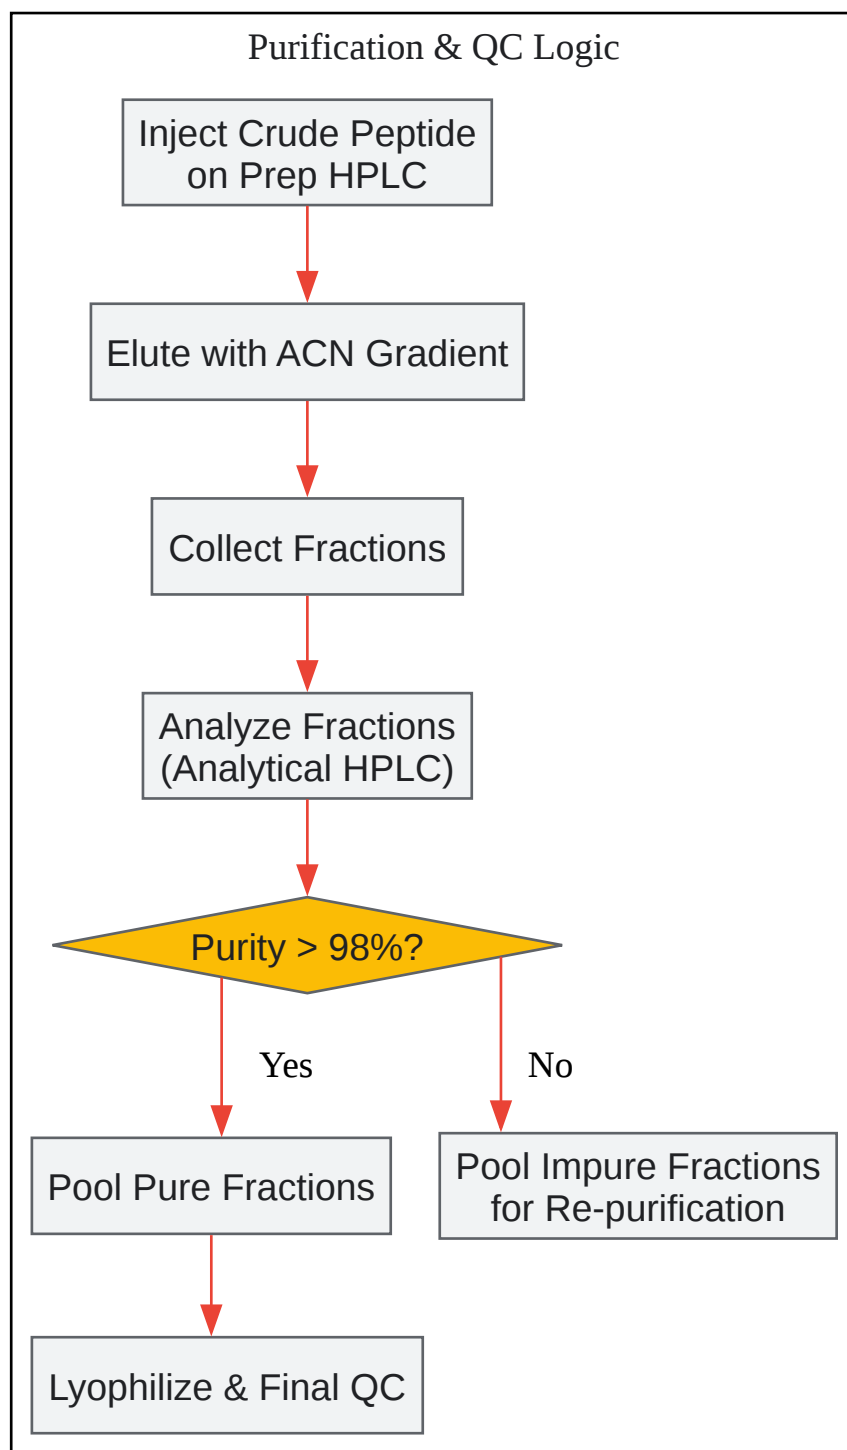 Purification & QC Logic
Inject Crude Peptide
on Prep HPLC
Elute with ACN Gradient
Collect Fractions
Analyze Fractions
(Analytical HPLC)
Purity > 98%?
Yes
No
Pool Pure Fractions
Pool Impure Fractions
for Re-purification
Lyophilize & Final QC